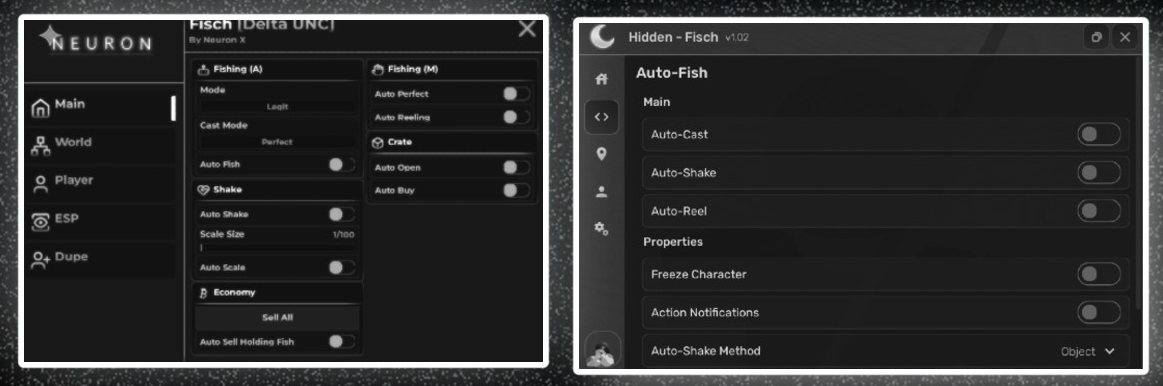 NEURON
Main
World
Player
ESP
Dupe
Fisch [Delta UNC]
By Neuron X
Fishing (A)
Mode
Legit
Cast Mode
Perfect
Auto Fish
Shake
Auto Shake
Scale Size 1/100
Auto Scale
Economy
Sell All
Auto Sell Holding Fish
Fishing (M)
Auto Perfect
Auto Reeling
Crate
Auto Open
Auto Buy
Hidden - Fisch v1.02
Auto-Fish
Main
Auto-Cast
Auto-Shake
Auto-Reel
Properties
Freeze Character
Action Notifications
Auto-Shake Method Object